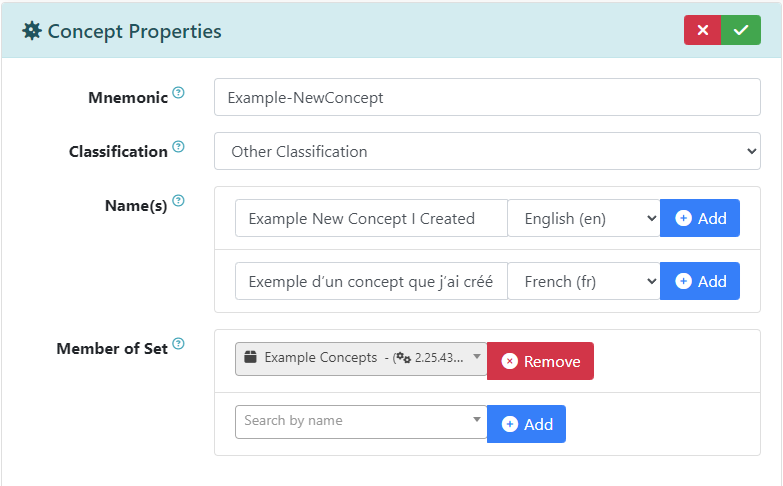 Concept Properties
Mnemonic ? Example-NewConcept
Classification ? Other Classification
Name(s) ? Example New Concept I Created English (en) Add
Exemple d’un concept que j’ai créé French (fr) Add
Member of Set ? Example Concepts - ( 2.25.43... Remove
Search by name Add